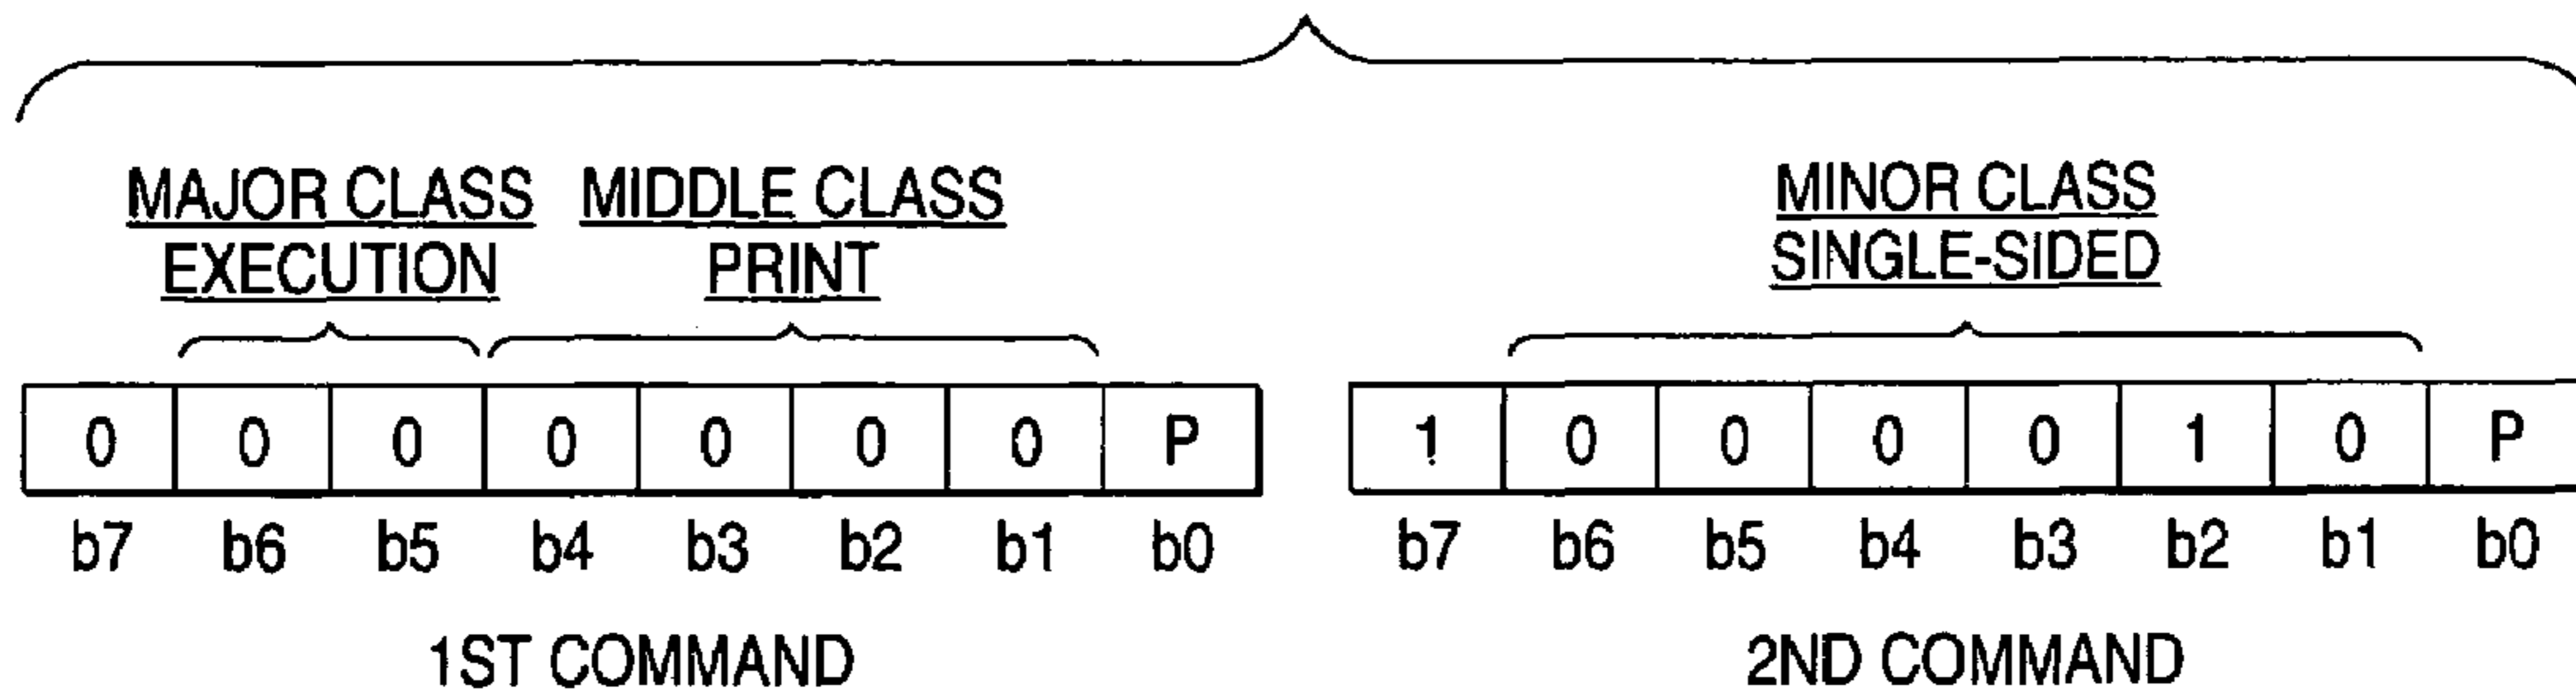 MAJOR CLASS MIDDLE CLASS MINOR CLASS
EXECUTION PRINT SINGLE-SIDED
0 0 0 0 0 0 0 P 1 0 0 0 0 1 0 P
b7 b6 b5 b4 b3 b2 b1 b0 b7 b6 b5 b4 b3 b2 b1 b0
1ST COMMAND 2ND COMMAND